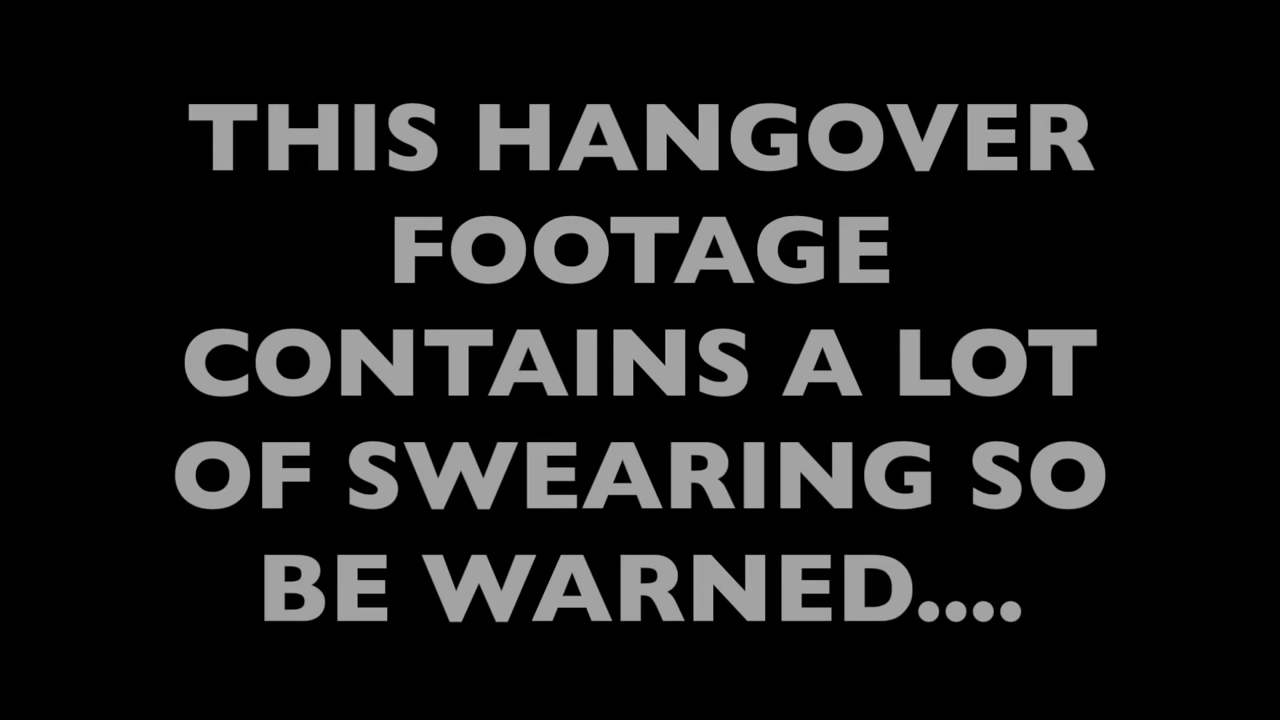 THIS HANGOVER
FOOTAGE
CONTAINS A LOT
OF SWEARING SO
BE WARNED....